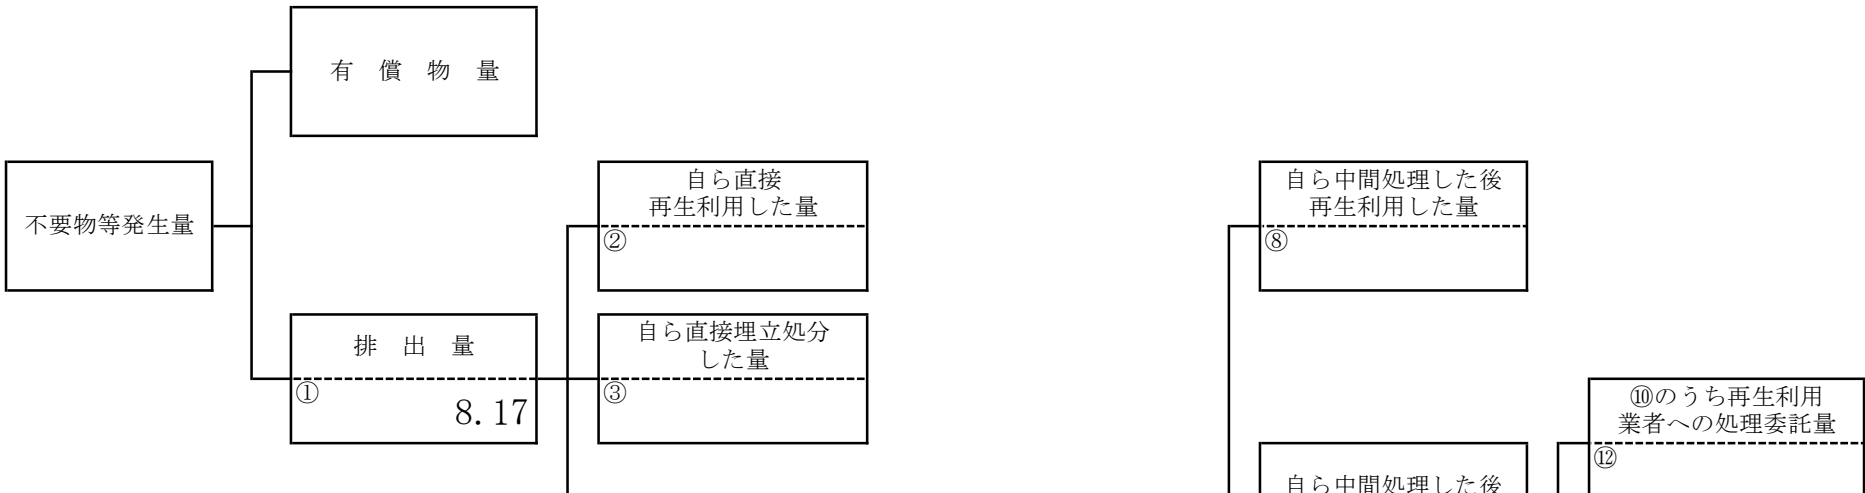 有 償 物 量
不要物等発生量
自ら直接
再生利用した量
②
自ら中間処理した後
再生利用した量
⑧
排 出 量
①
8.17
自ら直接埋立処分
した量
③
⑩のうち再生利用
業者への処理委託量
⑫
自ら中間処理した後